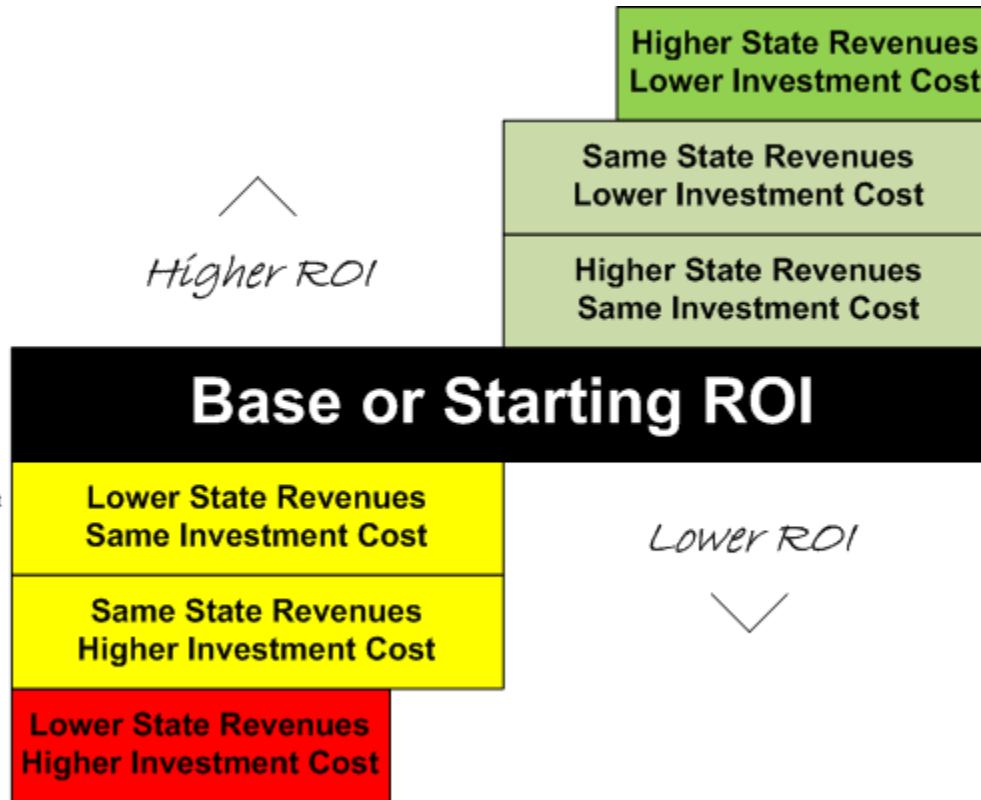 Higher State Revenues
Lower Investment Cost
Same State Revenues
Lower Investment Cost
Higher ROI
Higher State Revenues
Same Investment Cost
Base or Starting ROI
Lower State Revenues
Same Investment Cost
Lower ROI
Same State Revenues
Higher Investment Cost
Lower State Revenues
Higher Investment Cost